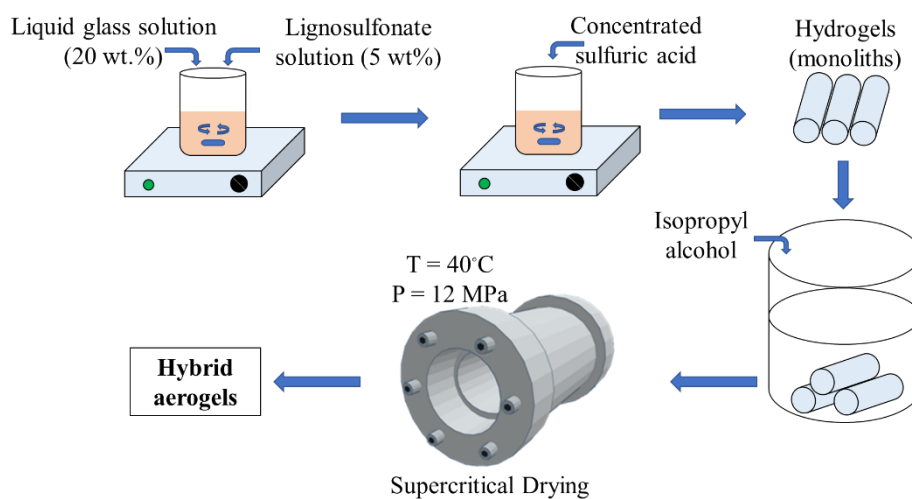 Liquid glass solution
(20 wt.%)
Lignosulfonate
solution (5 wt%)
Concentrated
sulfuric acid
Hydrogels
(monoliths)
Isopropyl
alcohol
T = 40°C
P = 12 MPa
Supercritical Drying
Hybrid
aerogels